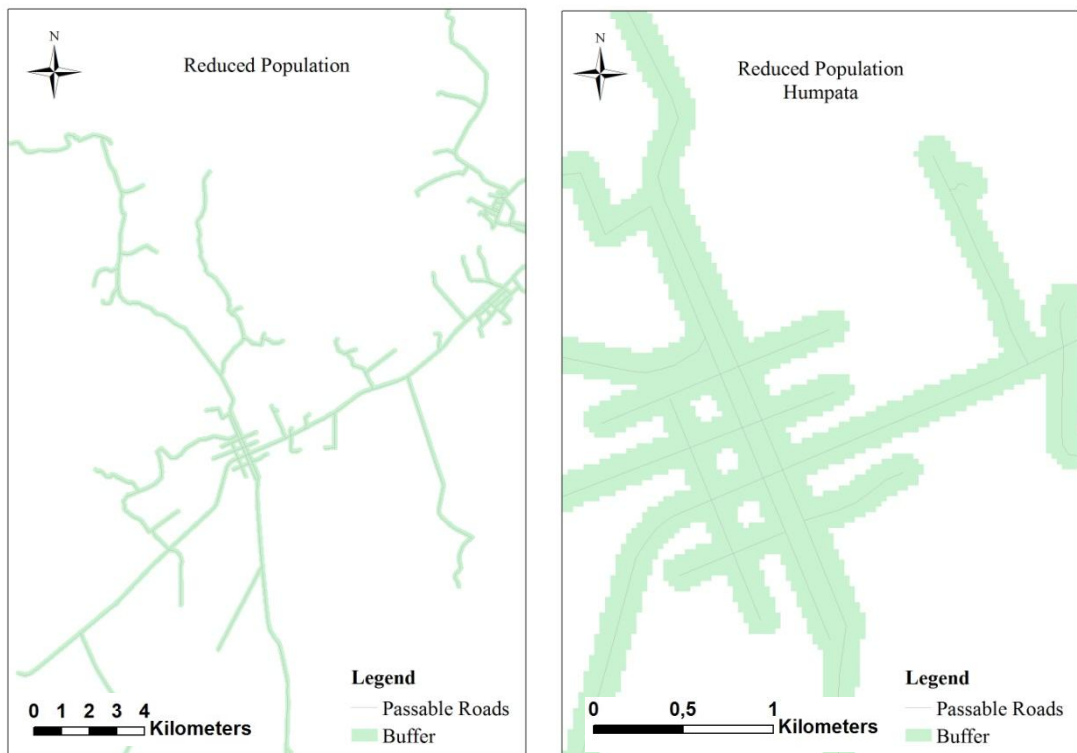 N
Reduced Population
Legend
Passable Roads
Buffer
0 1 2 3 4
Kilometers
N
Reduced Population
Humpata
Legend
Passable Roads
Buffer
0 0,5 1
Kilometers